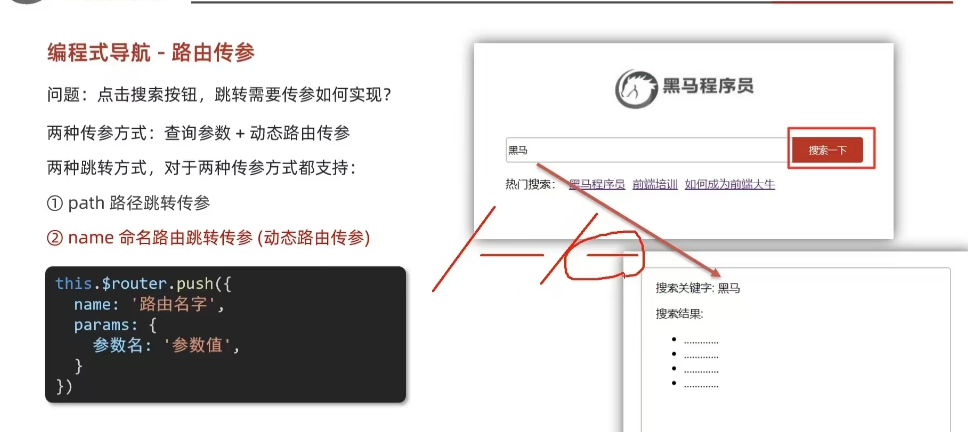 编程式导航 - 路由传参
问题：点击搜索按钮，跳转需要传参如何实现？
两种传参方式：查询参数 + 动态路由传参
两种跳转方式，对于两种传参方式都支持：
① path 路径跳转传参
② name 命名路由跳转传参 (动态路由传参)
this.$router.push({
name: '路由名字',
params: {
参数名: '参数值',
}
})
黑马程序员
黑马
搜索一下
热门搜索： 黑马程序员 前端培训 如何成为前端大牛
搜索关键字: 黑马
搜索结果:
.............
.............
.............
.............